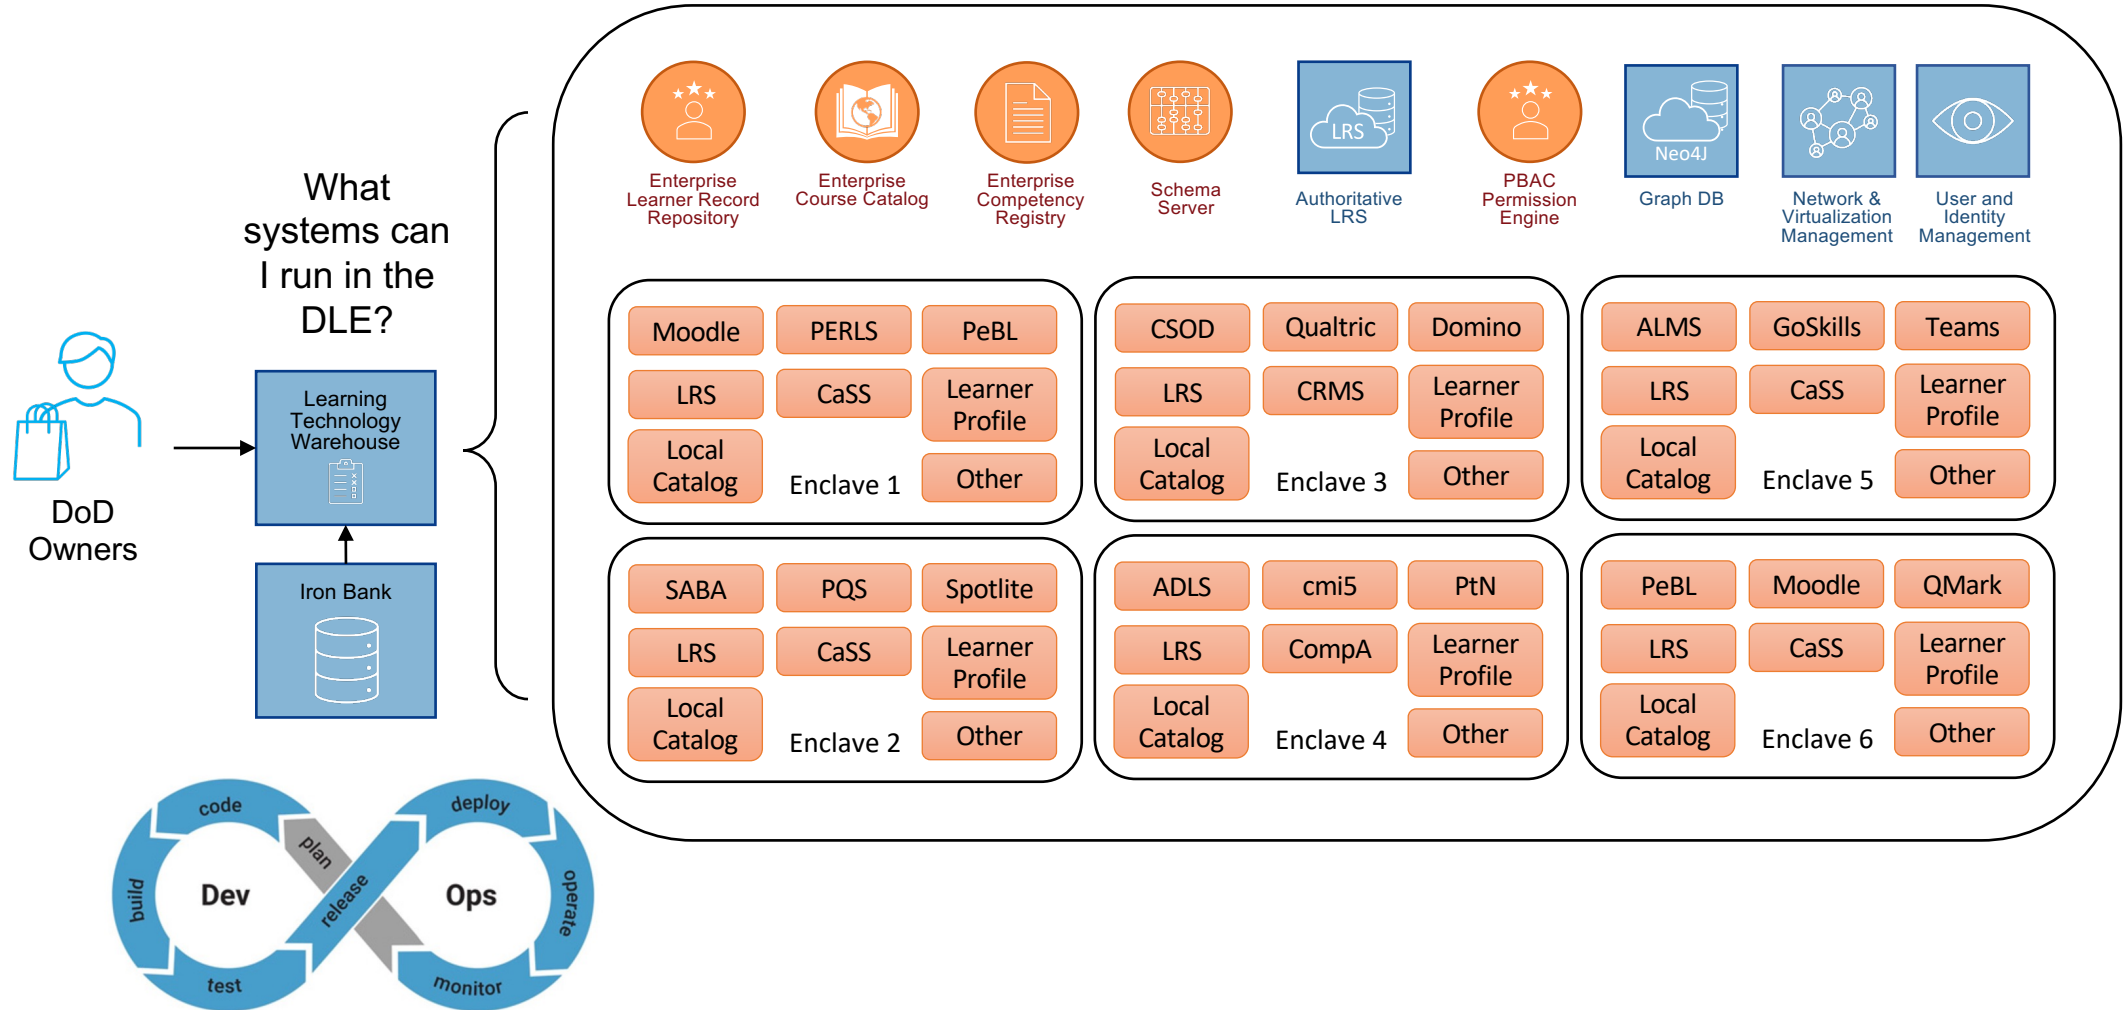 What
systems can
I run in the
DLE?
DoD
Owners
Learning
Technology
Warehouse
Iron Bank
Enterprise
Learner Record
Repository
Enterprise
Course Catalog
Enterprise
Competency
Registry
Schema
Server
LRS
Authoritative
LRS
PBAC
Permission
Engine
Neo4J
Graph DB
Network &
Virtualization
Management
User and
Identity
Management
Moodle
PERLS
PeBL
LRS
CaSS
Learner
Profile
Local
Catalog
Enclave 1
Other
CSOD
Qualtric
Domino
LRS
CRMS
Learner
Profile
Local
Catalog
Enclave 3
Other
ALMS
GoSkills
Teams
LRS
CaSS
Learner
Profile
Local
Catalog
Enclave 5
Other
SABA
PQS
Spotlite
LRS
CaSS
Learner
Profile
Local
Catalog
Enclave 2
Other
ADLS
cmi5
PtN
LRS
CompA
Learner
Profile
Local
Catalog
Enclave 4
Other
PeBL
Moodle
QMark
LRS
CaSS
Learner
Profile
Local
Catalog
Enclave 6
Other
code
plan
build
Dev
test
release
deploy
Ops
operate
monitor